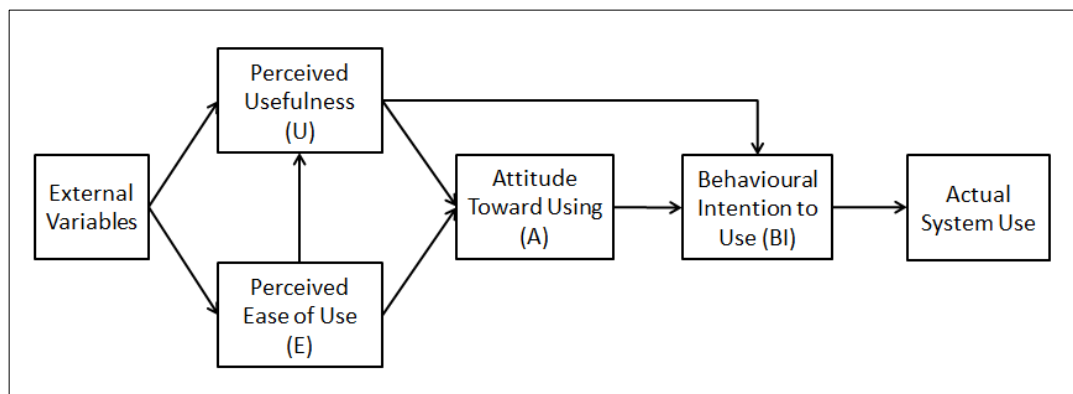 External
Variables
Perceived
Usefulness
(U)
Perceived
Ease of Use
(E)
Attitude
Toward Using
(A)
Behavioural
Intention to
Use (BI)
Actual
System Use